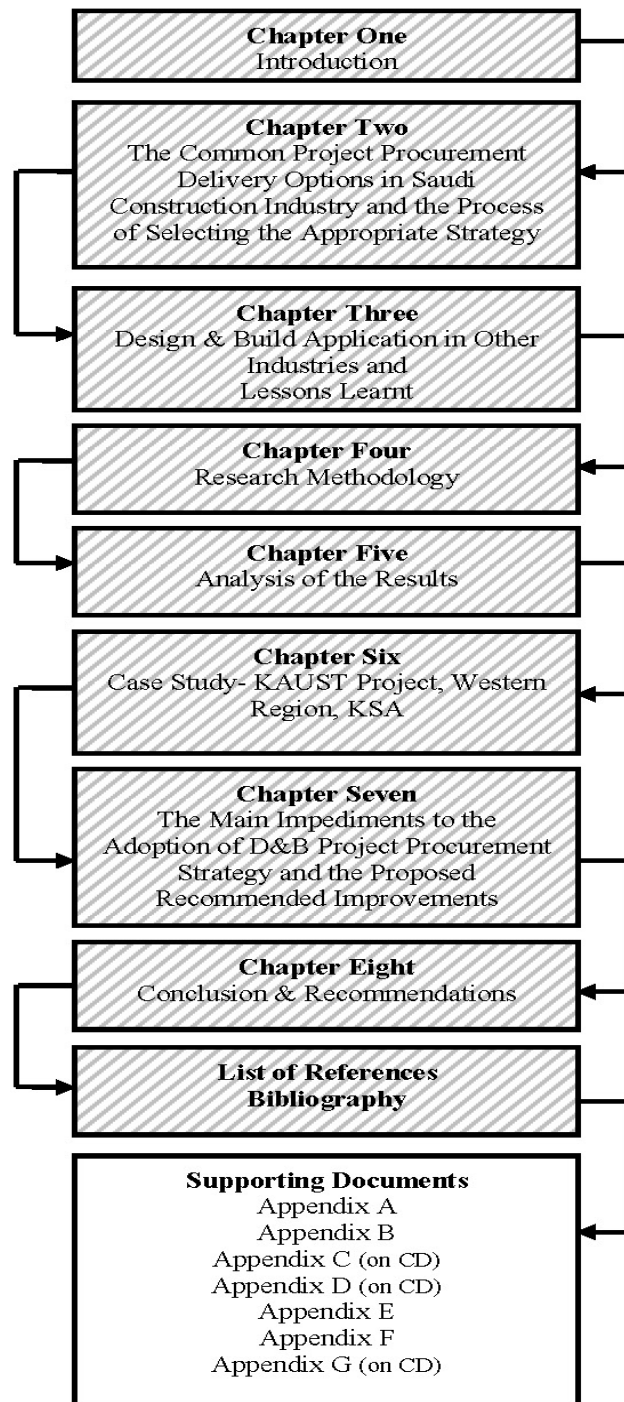 Chapter One
Introduction
Chapter Two
The Common Project Procurement
Delivery Options in Saudi
Construction Industry and the Process
of Selecting the Appropriate Strategy
Chapter Three
Design & Build Application in Other
Industries and
Lessons Learnt
Chapter Four
Research Methodology
Chapter Five
Analysis of the Results
Chapter Six
Case Study- KAUST Project, Western
Region, KSA
Chapter Seven
The Main Impediments to the
Adoption of D&B Project Procurement
Strategy and the Proposed
Recommended Improvements
Chapter Eight
Conclusion & Recommendations
List of References
Bibliography
Supporting Documents
Appendix A
Appendix B
Appendix C (on CD)
Appendix D (on CD)
Appendix E
Appendix F
Appendix G (on CD)